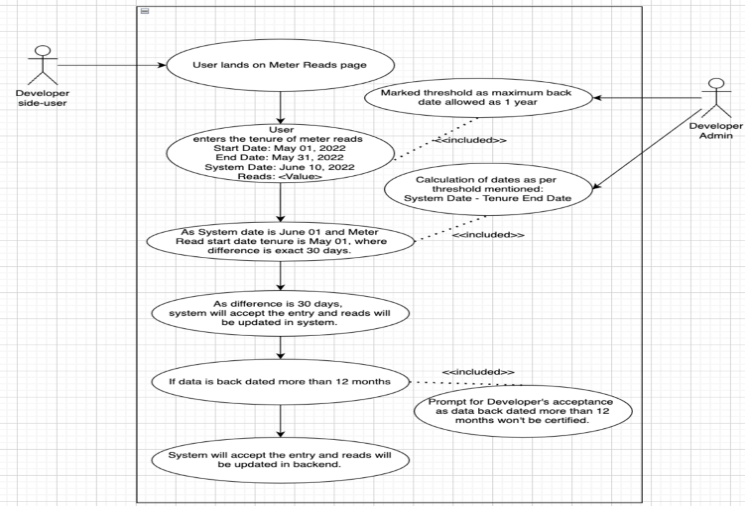 User lands on Meter Reads page
Developer
side-user
Marked threshold as maximum back
date allowed as 1 year
Developer
Admin
User
enters the tenure of meter reads
Start Date: May 01, 2022
End Date: May 31, 2022
System Date: June 10, 2022
Reads: <Value>
<<included>>
Calculation of dates as per
threshold mentioned:
System Date - Tenure End Date
As System date is June 01 and Meter
Read start date tenure is May 01, where
difference is exact 30 days.
<<included>>
As difference is 30 days,
system will accept the entry and reads will
be updated in system.
If data is back dated more than 12 months
<<included>>
Prompt for Developer's acceptance
as data back dated more than 12
months won't be certified.
System will accept the entry and reads will
be updated in backend.